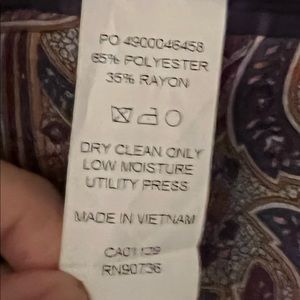 PO 4900046458
65% POLYESTER
35% RAYON
DRY CLEAN ONLY
LOW MOISTURE
UTILITY PRESS
MADE IN VIETNAM
CA01129
RN90736